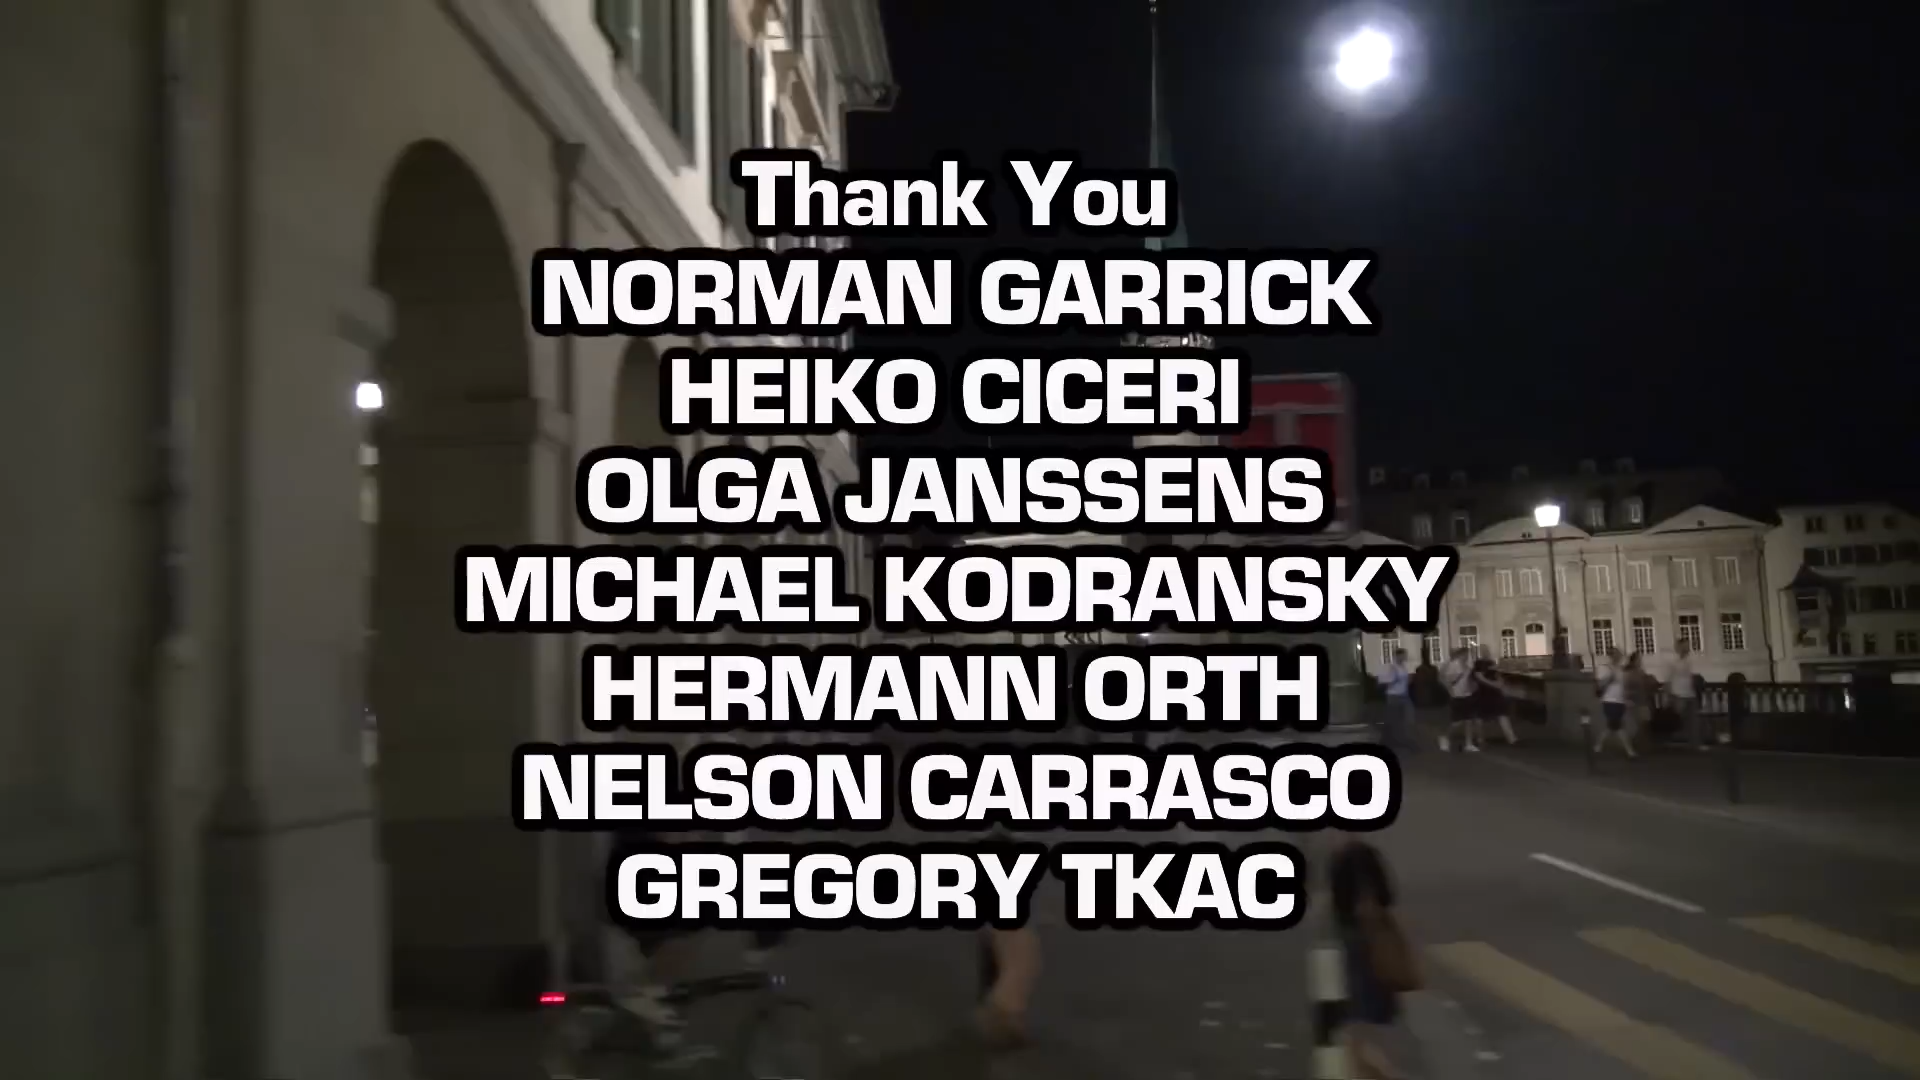 Thank You
NORMAN GARRICK
HEIKO CICERI
OLGA JANSSENS
MICHAEL KODRANSKY
HERMANN ORTH
NELSON CARRASCO
GREGORY TKAC